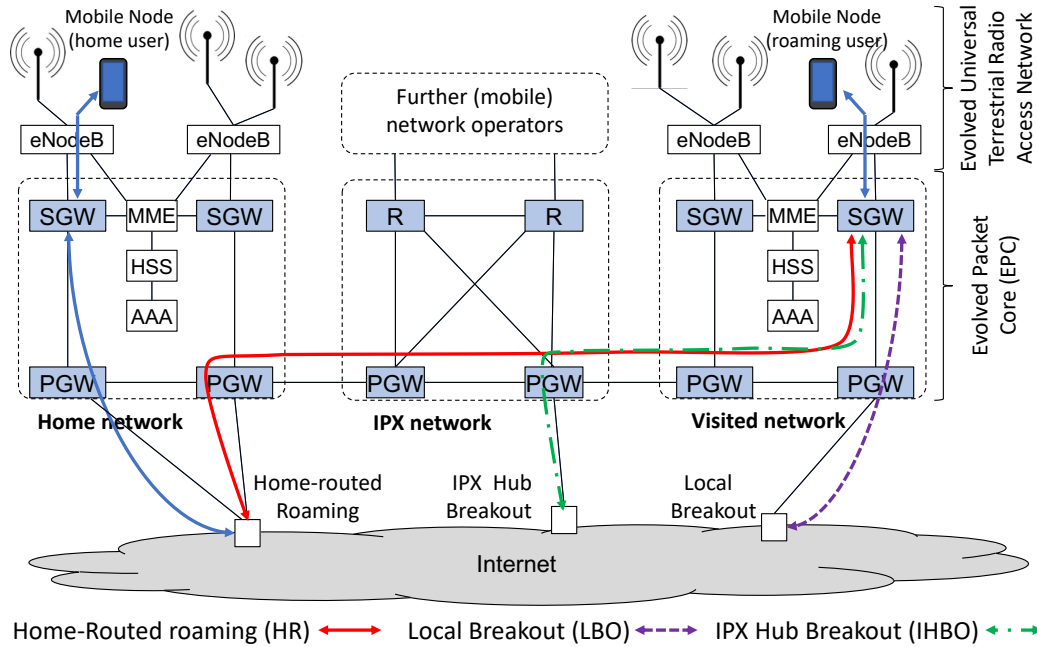 Mobile Node
(home user)
Mobile Node
(roaming user)
Further (mobile)
network operators
eNodeB
eNodeB
eNodeB
eNodeB
Evolved Universal
Terrestrial Radio
Access Network
SGW
MME
SGW
R
R
SGW
MME
SGW
HSS
HSS
AAA
AAA
Evolved Packet
Core (EPC)
PGW
PGW
PGW
PGW
PGW
PGW
Home network
IPX network
Visited network
Home-routed
Roaming
IPX Hub
Breakout
Local
Breakout
Internet
Home-Routed roaming (HR)
Local Breakout (LBO)
IPX Hub Breakout (IHBO)